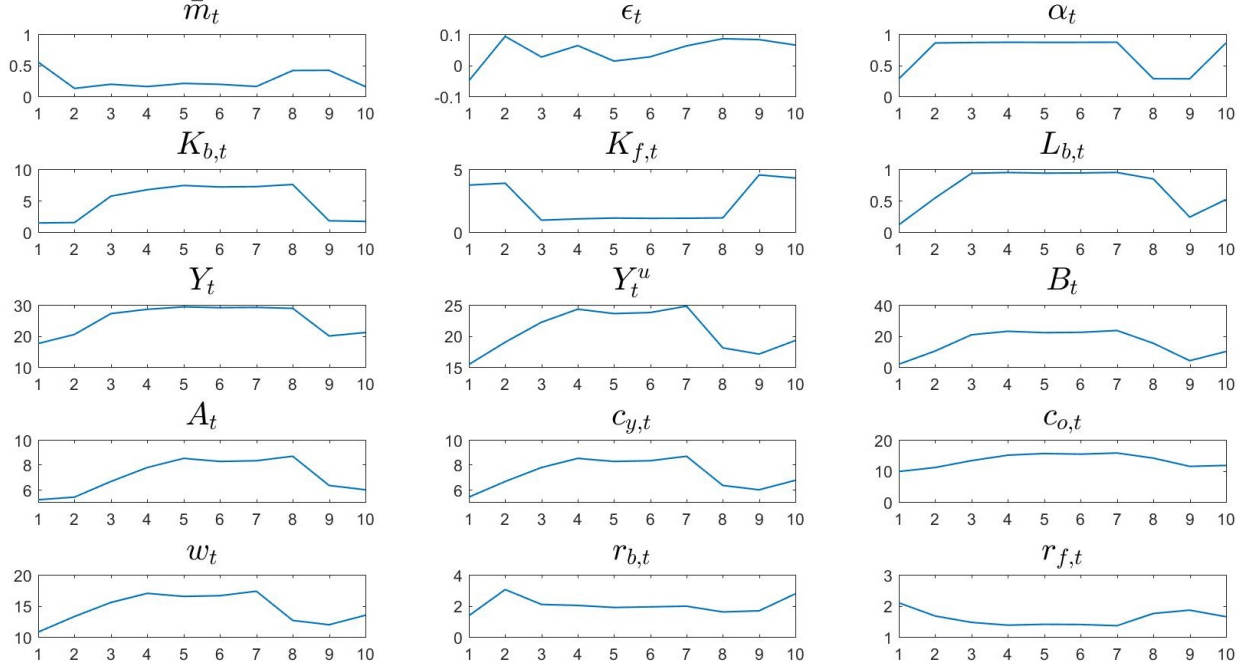 m̄_t ϵ_t α_t
1 0.1 1
0.5 0 0.5
0 -0.1 0
1 2 3 4 5 6 7 8 9 10 1 2 3 4 5 6 7 8 9 10 1 2 3 4 5 6 7 8 9 10
K_{b,t} K_{f,t} L_{b,t}
10 5 1
5 0.5
0 0 0
1 2 3 4 5 6 7 8 9 10 1 2 3 4 5 6 7 8 9 10 1 2 3 4 5 6 7 8 9 10
Y_t Y_t^u B_t
30 25 40
20 20 20
10 15 0
1 2 3 4 5 6 7 8 9 10 1 2 3 4 5 6 7 8 9 10 1 2 3 4 5 6 7 8 9 10
A_t c_{y,t} c_{o,t}
10 10 20
8 8 10
6 6 0
1 2 3 4 5 6 7 8 9 10 1 2 3 4 5 6 7 8 9 10 1 2 3 4 5 6 7 8 9 10
w_t r_{b,t} r_{f,t}
20 4 3
15 2 2
10 0 1
1 2 3 4 5 6 7 8 9 10 1 2 3 4 5 6 7 8 9 10 1 2 3 4 5 6 7 8 9 10